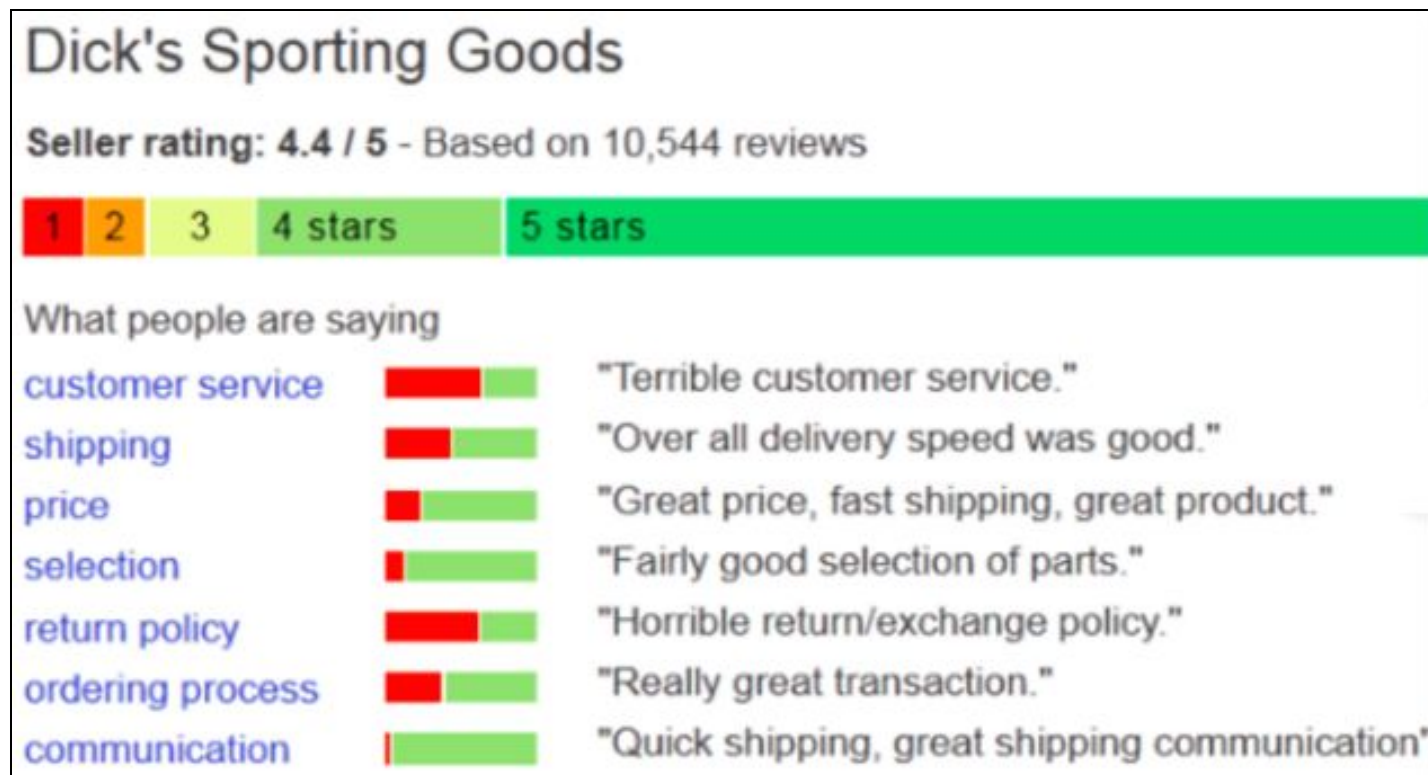 Dick's Sporting Goods
Seller rating: 4.4 / 5 - Based on 10,544 reviews
1 2 3 4 stars 5 stars
What people are saying
customer service "Terrible customer service."
shipping "Over all delivery speed was good."
price "Great price, fast shipping, great product."
selection "Fairly good selection of parts."
return policy "Horrible return/exchange policy."
ordering process "Really great transaction."
communication "Quick shipping, great shipping communication"